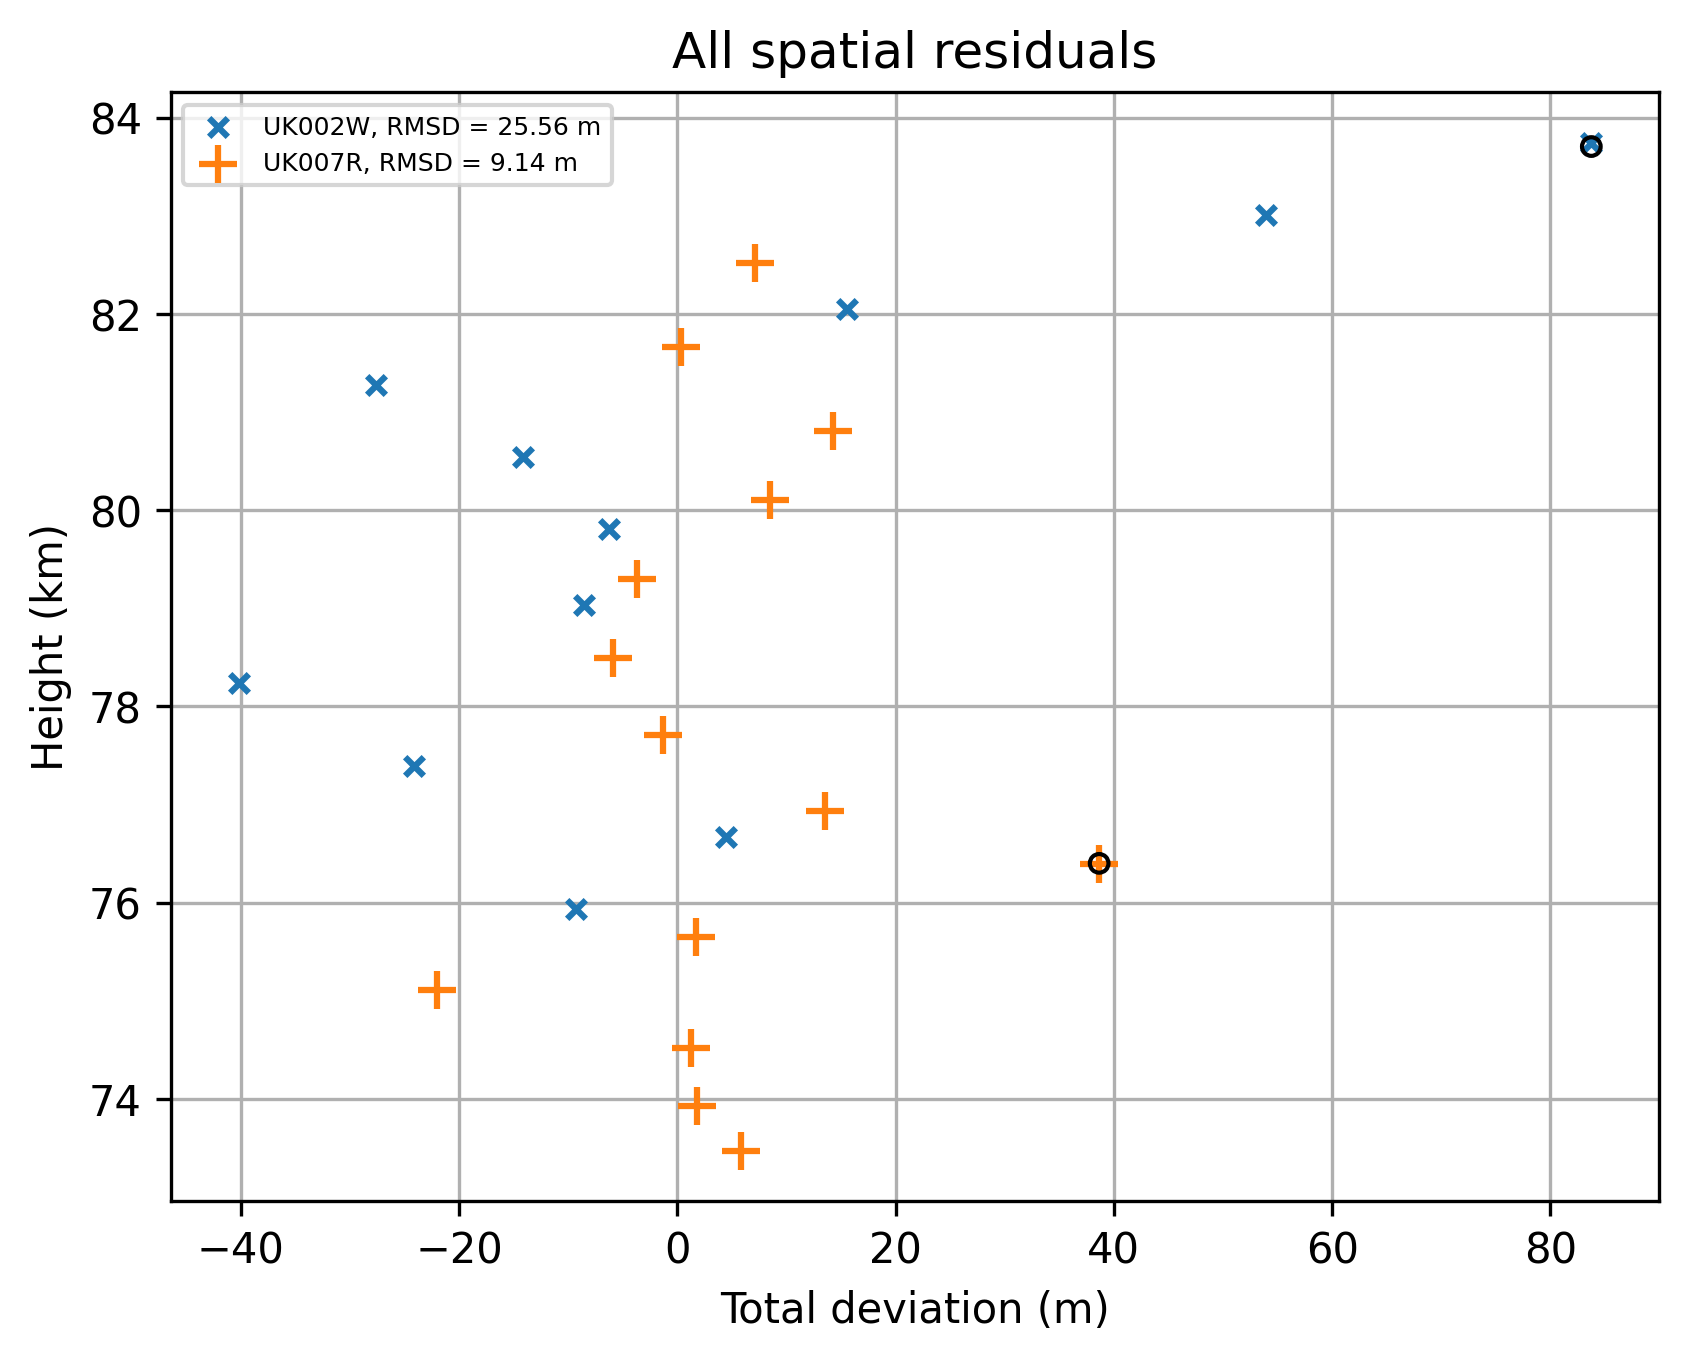 All spatial residuals
UK002W, RMSD = 25.56 m
UK007R, RMSD = 9.14 m
84
82
80
78
76
74
Height (km)
−40 −20 0 20 40 60 80
Total deviation (m)